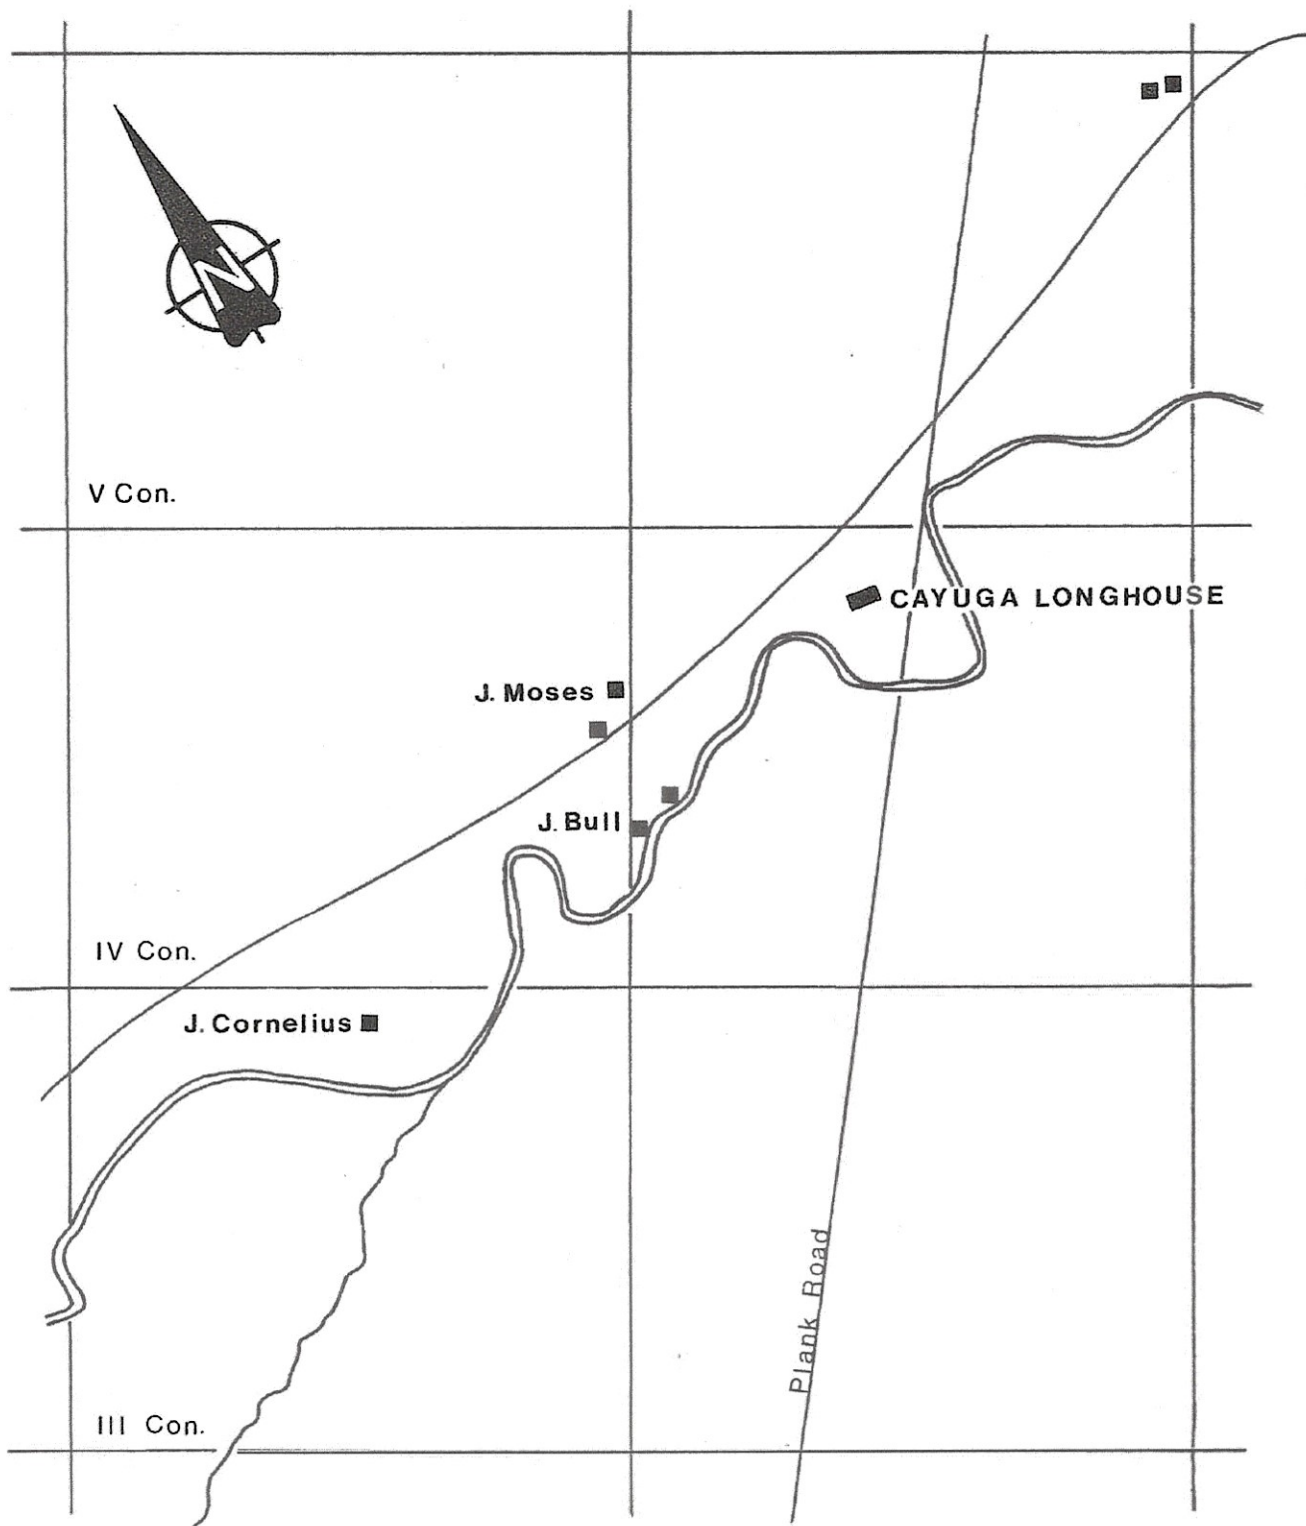 N
V Con.
CAYUGA LONGHOUSE
J. Moses
J. Bull
IV Con.
J. Cornelius
Plank Road
III Con.